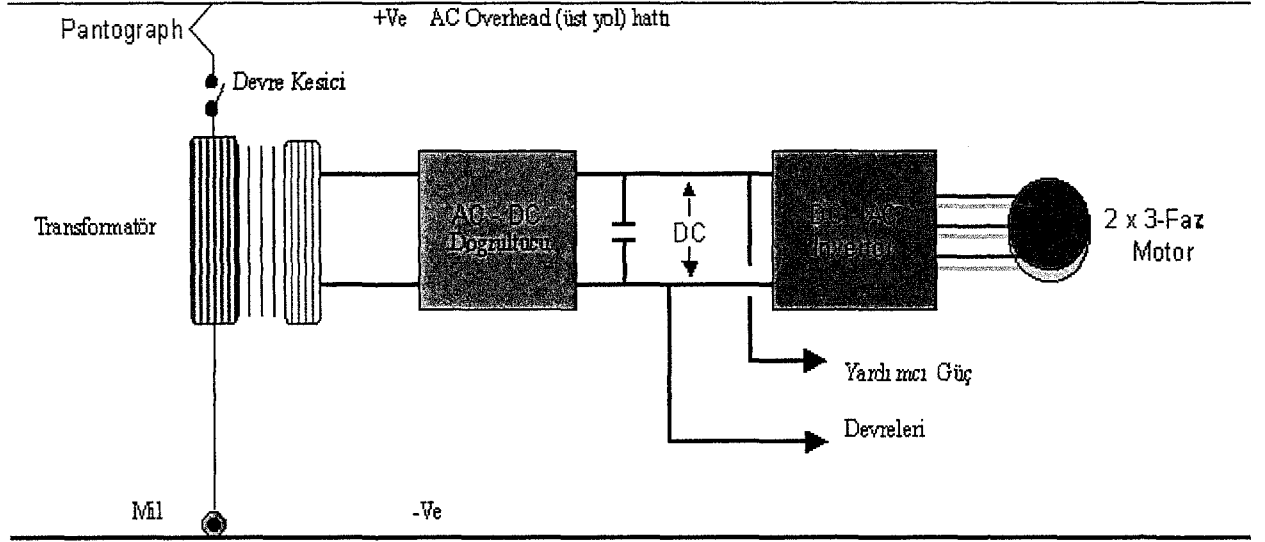 +Ve AC Overhead (üst yol) hattı
Pantograph
Devre Kesici
Transformatör
AC - DC
Doğrultucu
DC
DC - AC
Invertor
2 x 3-Faz
Motor
Yardımcı Güç
Devreleri
Mil
-Ve